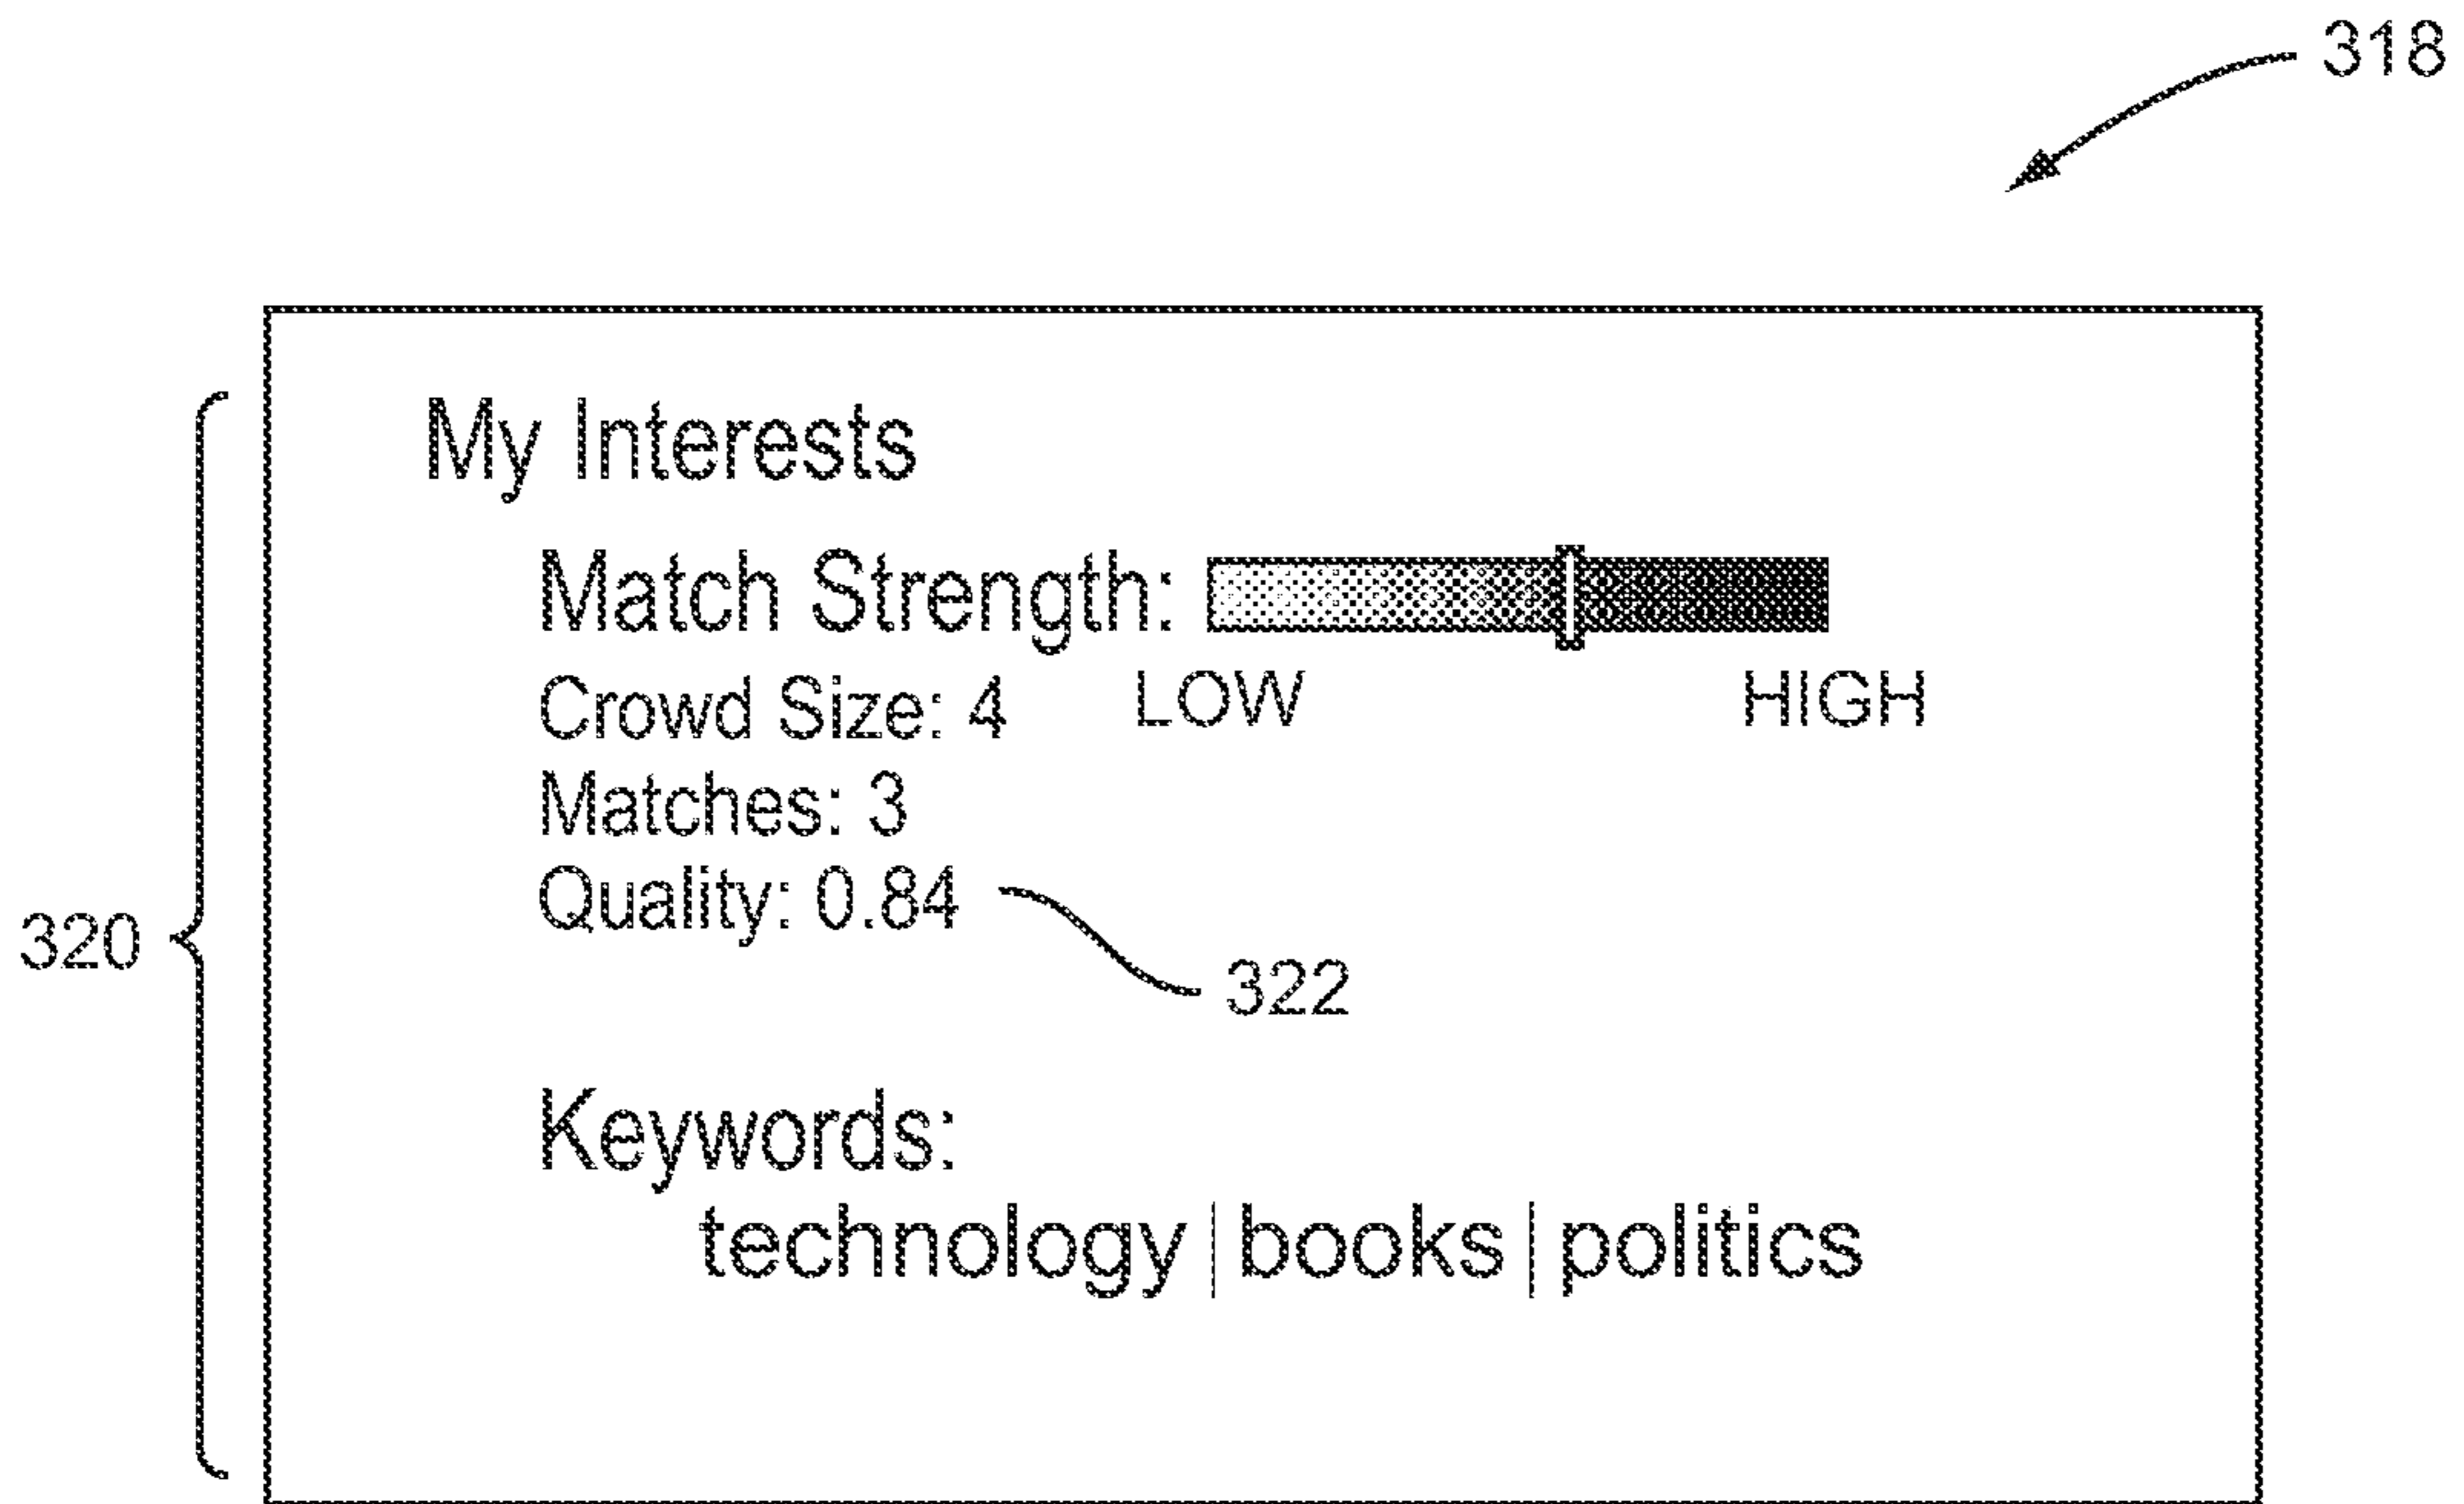 318
My Interests
Match Strength:
Crowd Size: 4 LOW HIGH
Matches: 3
Quality: 0.84
320
322
Keywords:
technology | books | politics